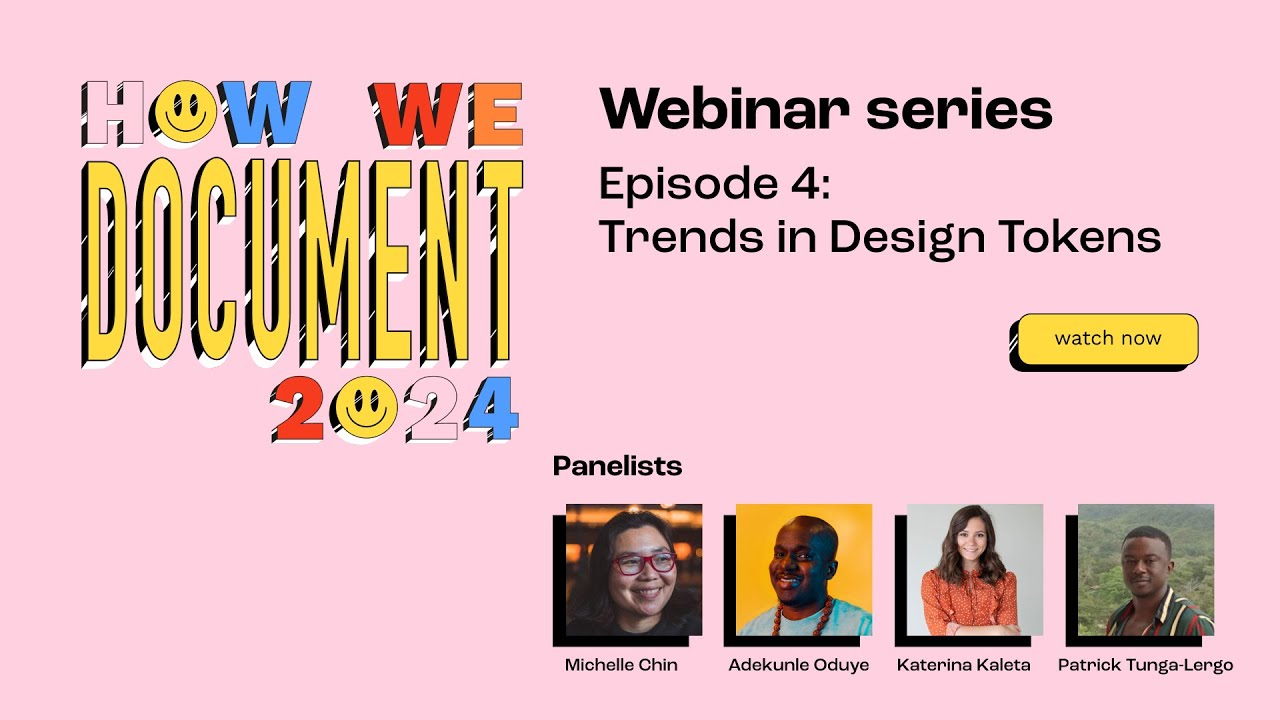 HOW WE
DOCUMENT
2024
Webinar series
Episode 4:
Trends in Design Tokens
watch now
Panelists
Michelle Chin
Adekunle Oduye
Katerina Kaleta
Patrick Tunga-Lergo